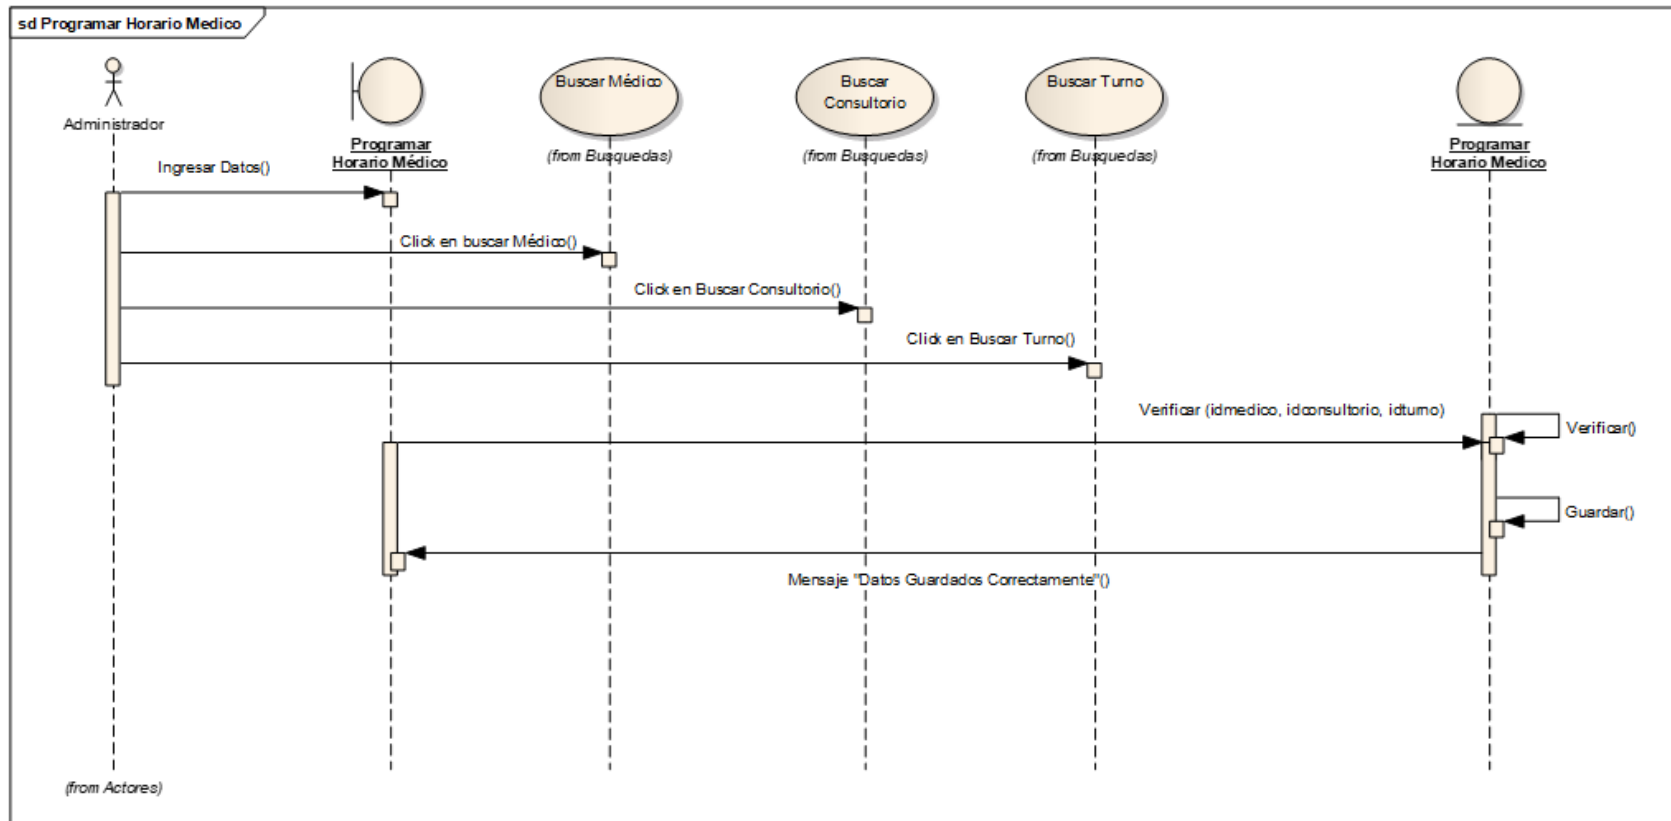 sd Programar Horario Medico
Administrador
Programar
Horario Médico
Buscar Médico
(from Busquedas)
Buscar
Consultorio
(from Busquedas)
Buscar Turno
(from Busquedas)
Programar
Horario Medico
Ingresar Datos()
Click en buscar Médico()
Click en Buscar Consultorio()
Click en Buscar Turno()
Verificar (idmedico, idconsultorio, idturno)
Verificar()
Guardar()
Mensaje "Datos Guardados Correctamente"()
(from Actores)